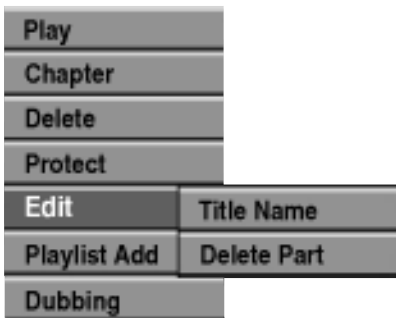 Play
Chapter
Delete
Protect
Edit
Title Name
Playlist Add
Delete Part
Dubbing